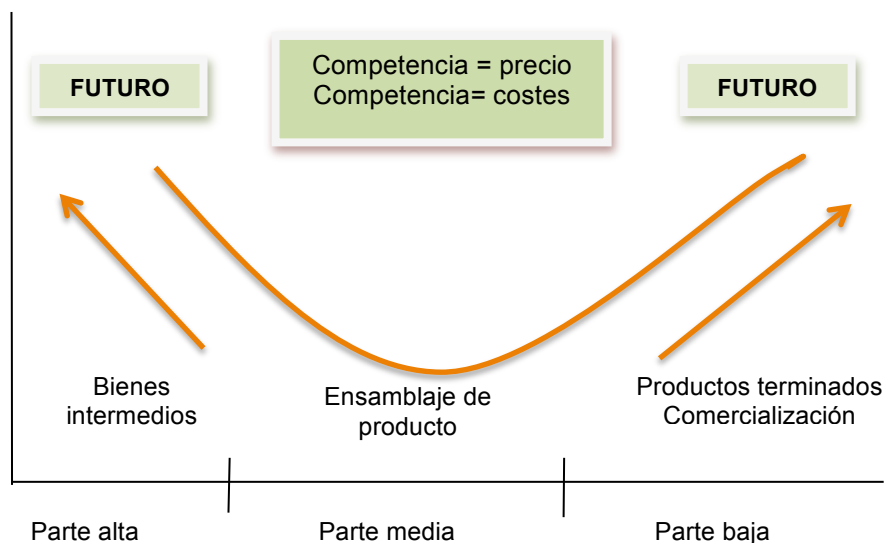 FUTURO
Competencia = precio
Competencia= costes
FUTURO
Bienes
intermedios
Ensamblaje de
producto
Productos terminados
Comercialización
Parte alta
Parte media
Parte baja